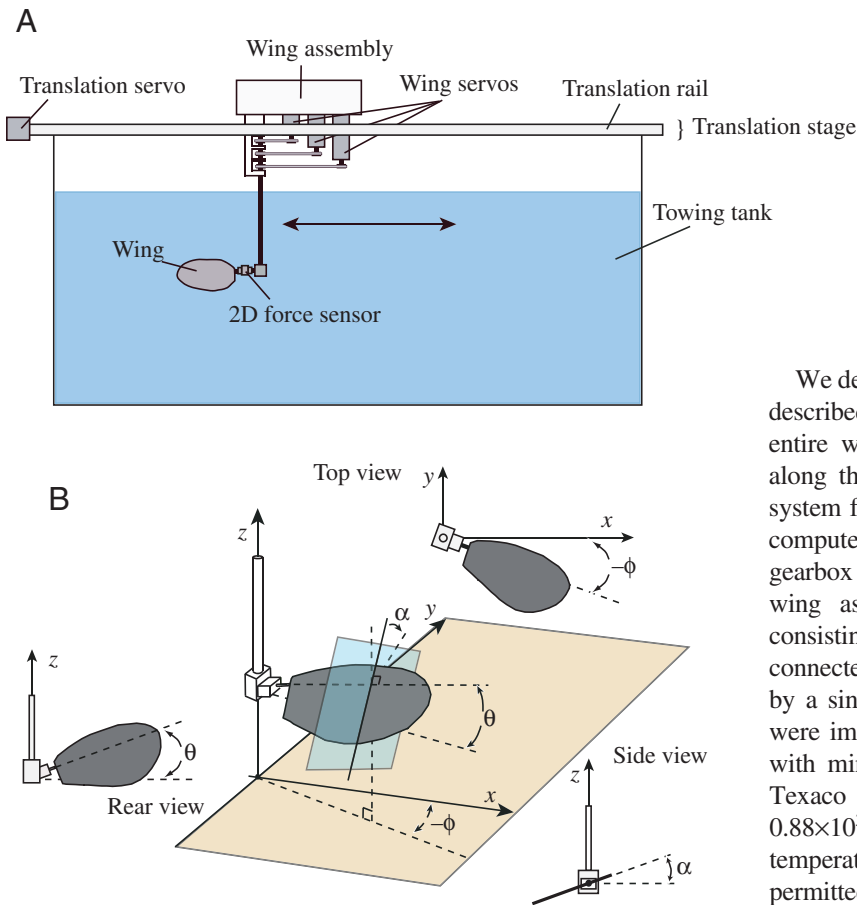 A
Wing assembly
Translation servo
Wing servos
Translation rail
} Translation stage
Towing tank
Wing
2D force sensor
B
Top view
y
x
–ϕ
z
α
y
θ
x
–ϕ
z
θ
Rear view
Side view
z
α
We de
described
entire w
along th
system f
compute
gearbox
wing as
consistin
connecte
by a sin
were im
with mi
Texaco
0.88×10
temperat
permitte